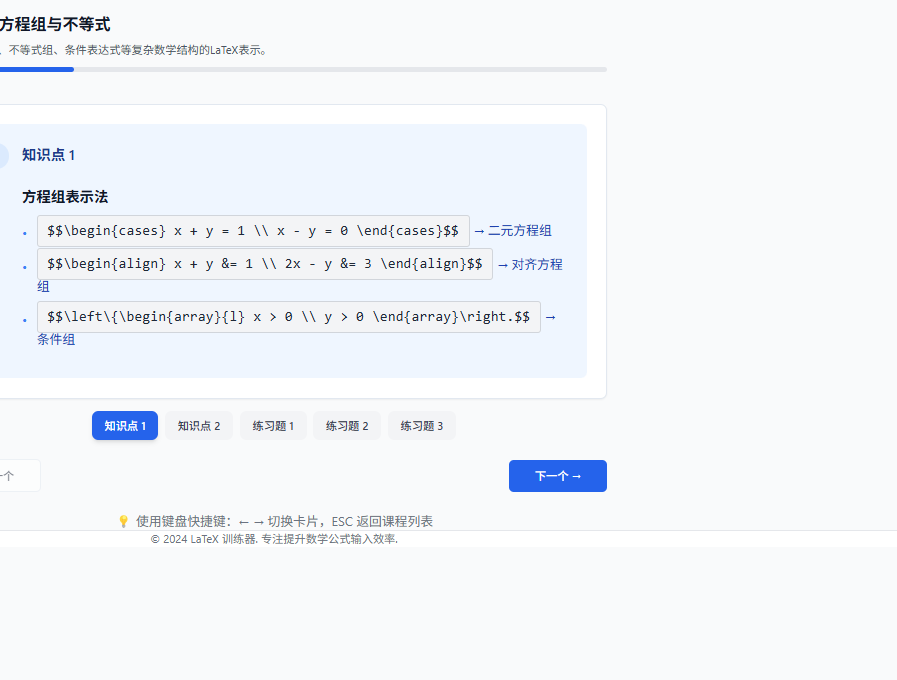 方程组与不等式
、不等式组、条件表达式等复杂数学结构的LaTeX表示。
知识点 1
方程组表示法
• $$\begin{cases} x + y = 1 \\ x - y = 0 \end{cases}$$ → 二元方程组
• $$\begin{align} x + y &= 1 \\ 2x - y &= 3 \end{align}$$ → 对齐方程
组
• $$\left\{\begin{array}{l} x > 0 \\ y > 0 \end{array}\right.$$ →
条件组
知识点 1 知识点 2 练习题 1 练习题 2 练习题 3
一个 下一个 →
💡 使用键盘快捷键：← → 切换卡片，ESC 返回课程列表
© 2024 LaTeX 训练器. 专注提升数学公式输入效率.